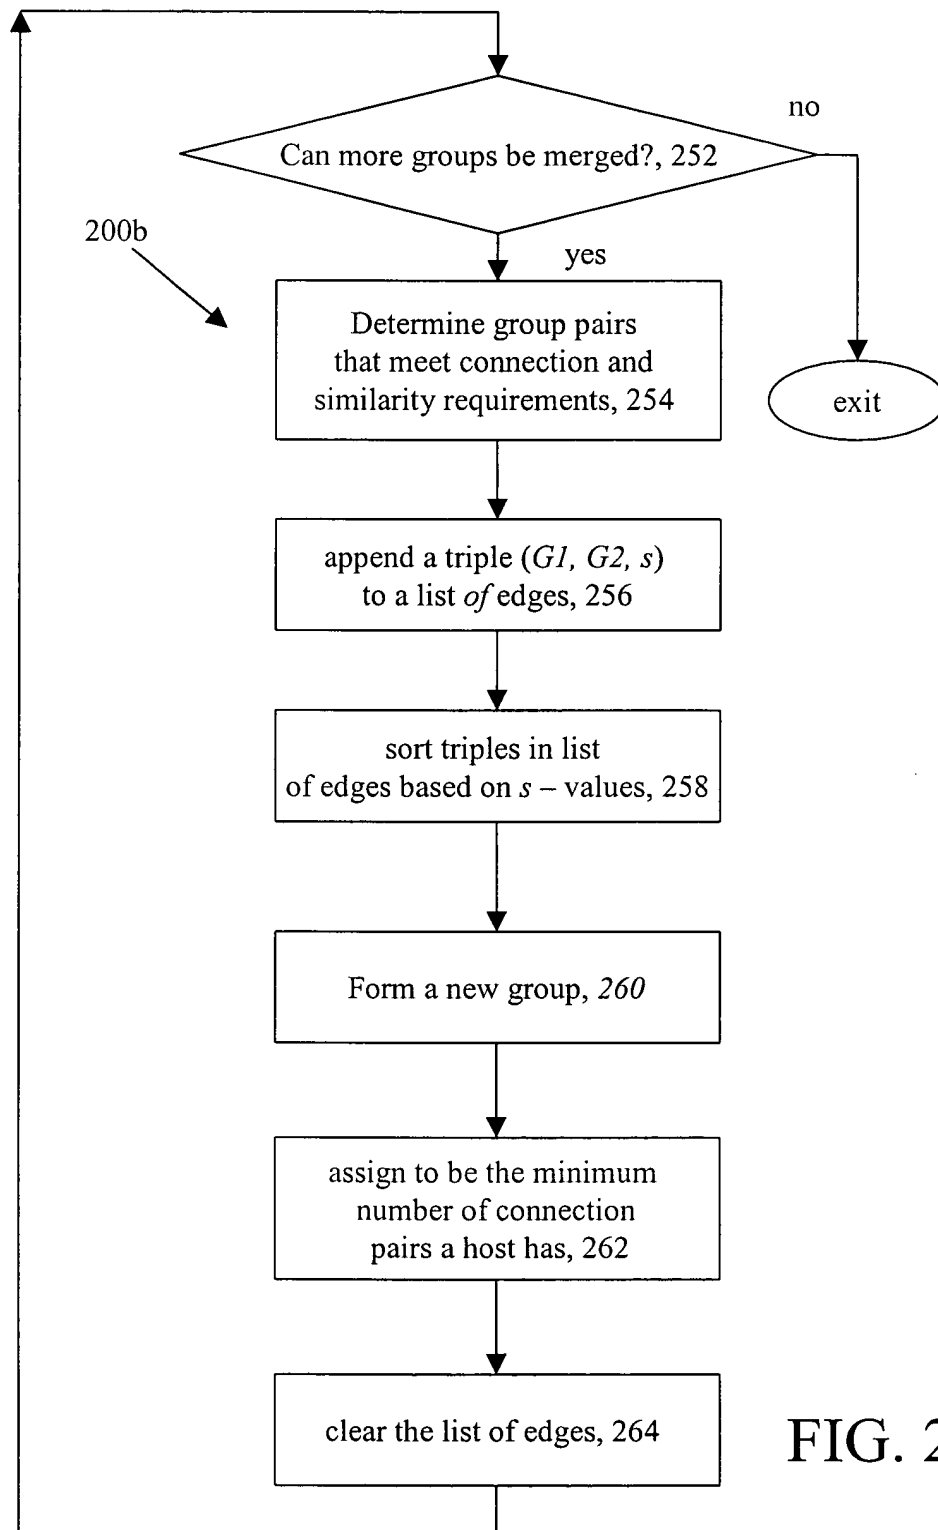 no
Can more groups be merged?, 252
200b
yes
Determine group pairs
that meet connection and
similarity requirements, 254
exit
append a triple (G1, G2, s)
to a list of edges, 256
sort triples in list
of edges based on s – values, 258
Form a new group, 260
assign to be the minimum
number of connection
pairs a host has, 262
clear the list of edges, 264
FIG. 2